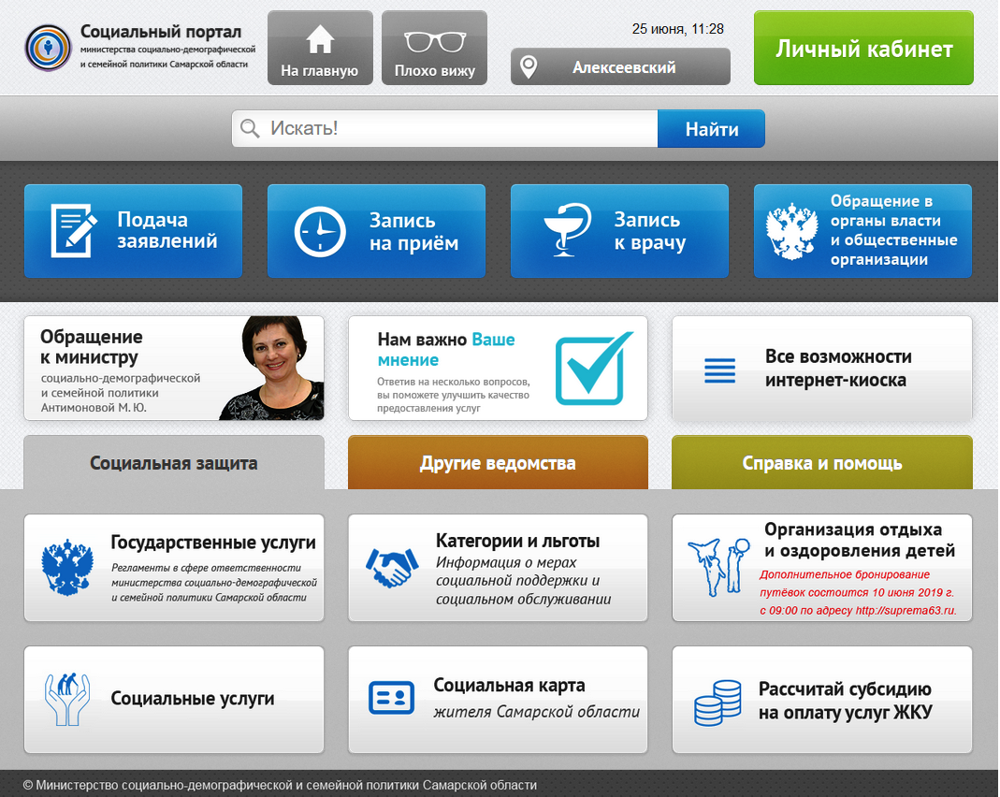 Социальный портал
министерства социально-демографической
и семейной политики Самарской области
На главную
Плохо вижу
25 июня, 11:28
Алексеевский
Личный кабинет
Искать!
Найти
Подача
заявлений
Запись
на приём
Запись
к врачу
Обращение в
органы власти
и общественные
организации
Обращение
к министру
социально-демографической
и семейной политики
Антимоновой М. Ю.
Нам важно Ваше
мнение
Ответив на несколько вопросов,
вы поможете улучшить качество
предоставления услуг
Все возможности
интернет-киоска
Социальная защита
Другие ведомства
Справка и помощь
Государственные услуги
Регламенты в сфере ответственности
министерства социально-демографической
и семейной политики Самарской области
Категории и льготы
Информация о мерах
социальной поддержки и
социальном обслуживании
Организация отдыха
и оздоровления детей
Дополнительное бронирование
путёвок состоится 10 июня 2019 г.
с 09:00 по адресу http://suprema63.ru.
Социальные услуги
Социальная карта
жителя Самарской области
Рассчитай субсидию
на оплату услуг ЖКУ
© Министерство социально-демографической и семейной политики Самарской области